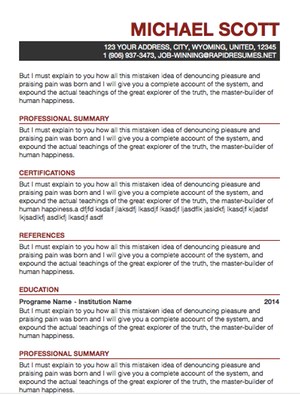 MICHAEL SCOTT
123 YOUR ADDRESS, CITY, WYOMING, UNITED, 12345
1 (906) 937-3473, JOB-WINNING@RAPIDRESUMES.NET
But I must explain to you how all this mistaken idea of denouncing pleasure and
praising pain was born and I will give you a complete account of the system, and
expound the actual teachings of the great explorer of the truth, the master-builder of
human happiness.
PROFESSIONAL SUMMARY
But I must explain to you how all this mistaken idea of denouncing pleasure and
praising pain was born and I will give you a complete account of the system, and
expound the actual teachings of the great explorer of the truth, the master-builder of
human happiness.
CERTIFICATIONS
But I must explain to you how all this mistaken idea of denouncing pleasure and
praising pain was born and I will give you a complete account of the system, and
expound the actual teachings of the great explorer of the truth, the master-builder of
human happiness.a
asdf
REFERENCES
But I must explain to you how all this mistaken idea of denouncing pleasure and
praising pain was born and I will give you a complete account of the system, and
expound the actual teachings of the great explorer of the truth, the master-builder of
human happiness.
EDUCATION
Programe Name - Institution Name 2014
But I must explain to you how all this mistaken idea of denouncing pleasure and
praising pain was born and I will give you a complete account of the system, and
expound the actual teachings of the great explorer of the truth, the master-builder of
human happiness.
PROFESSIONAL SUMMARY
But I must explain to you how all this mistaken idea of denouncing pleasure and
praising pain was born and I will give you a complete account of the system, and
expound the actual teachings of the great explorer of the truth, the master-builder of
human happiness.